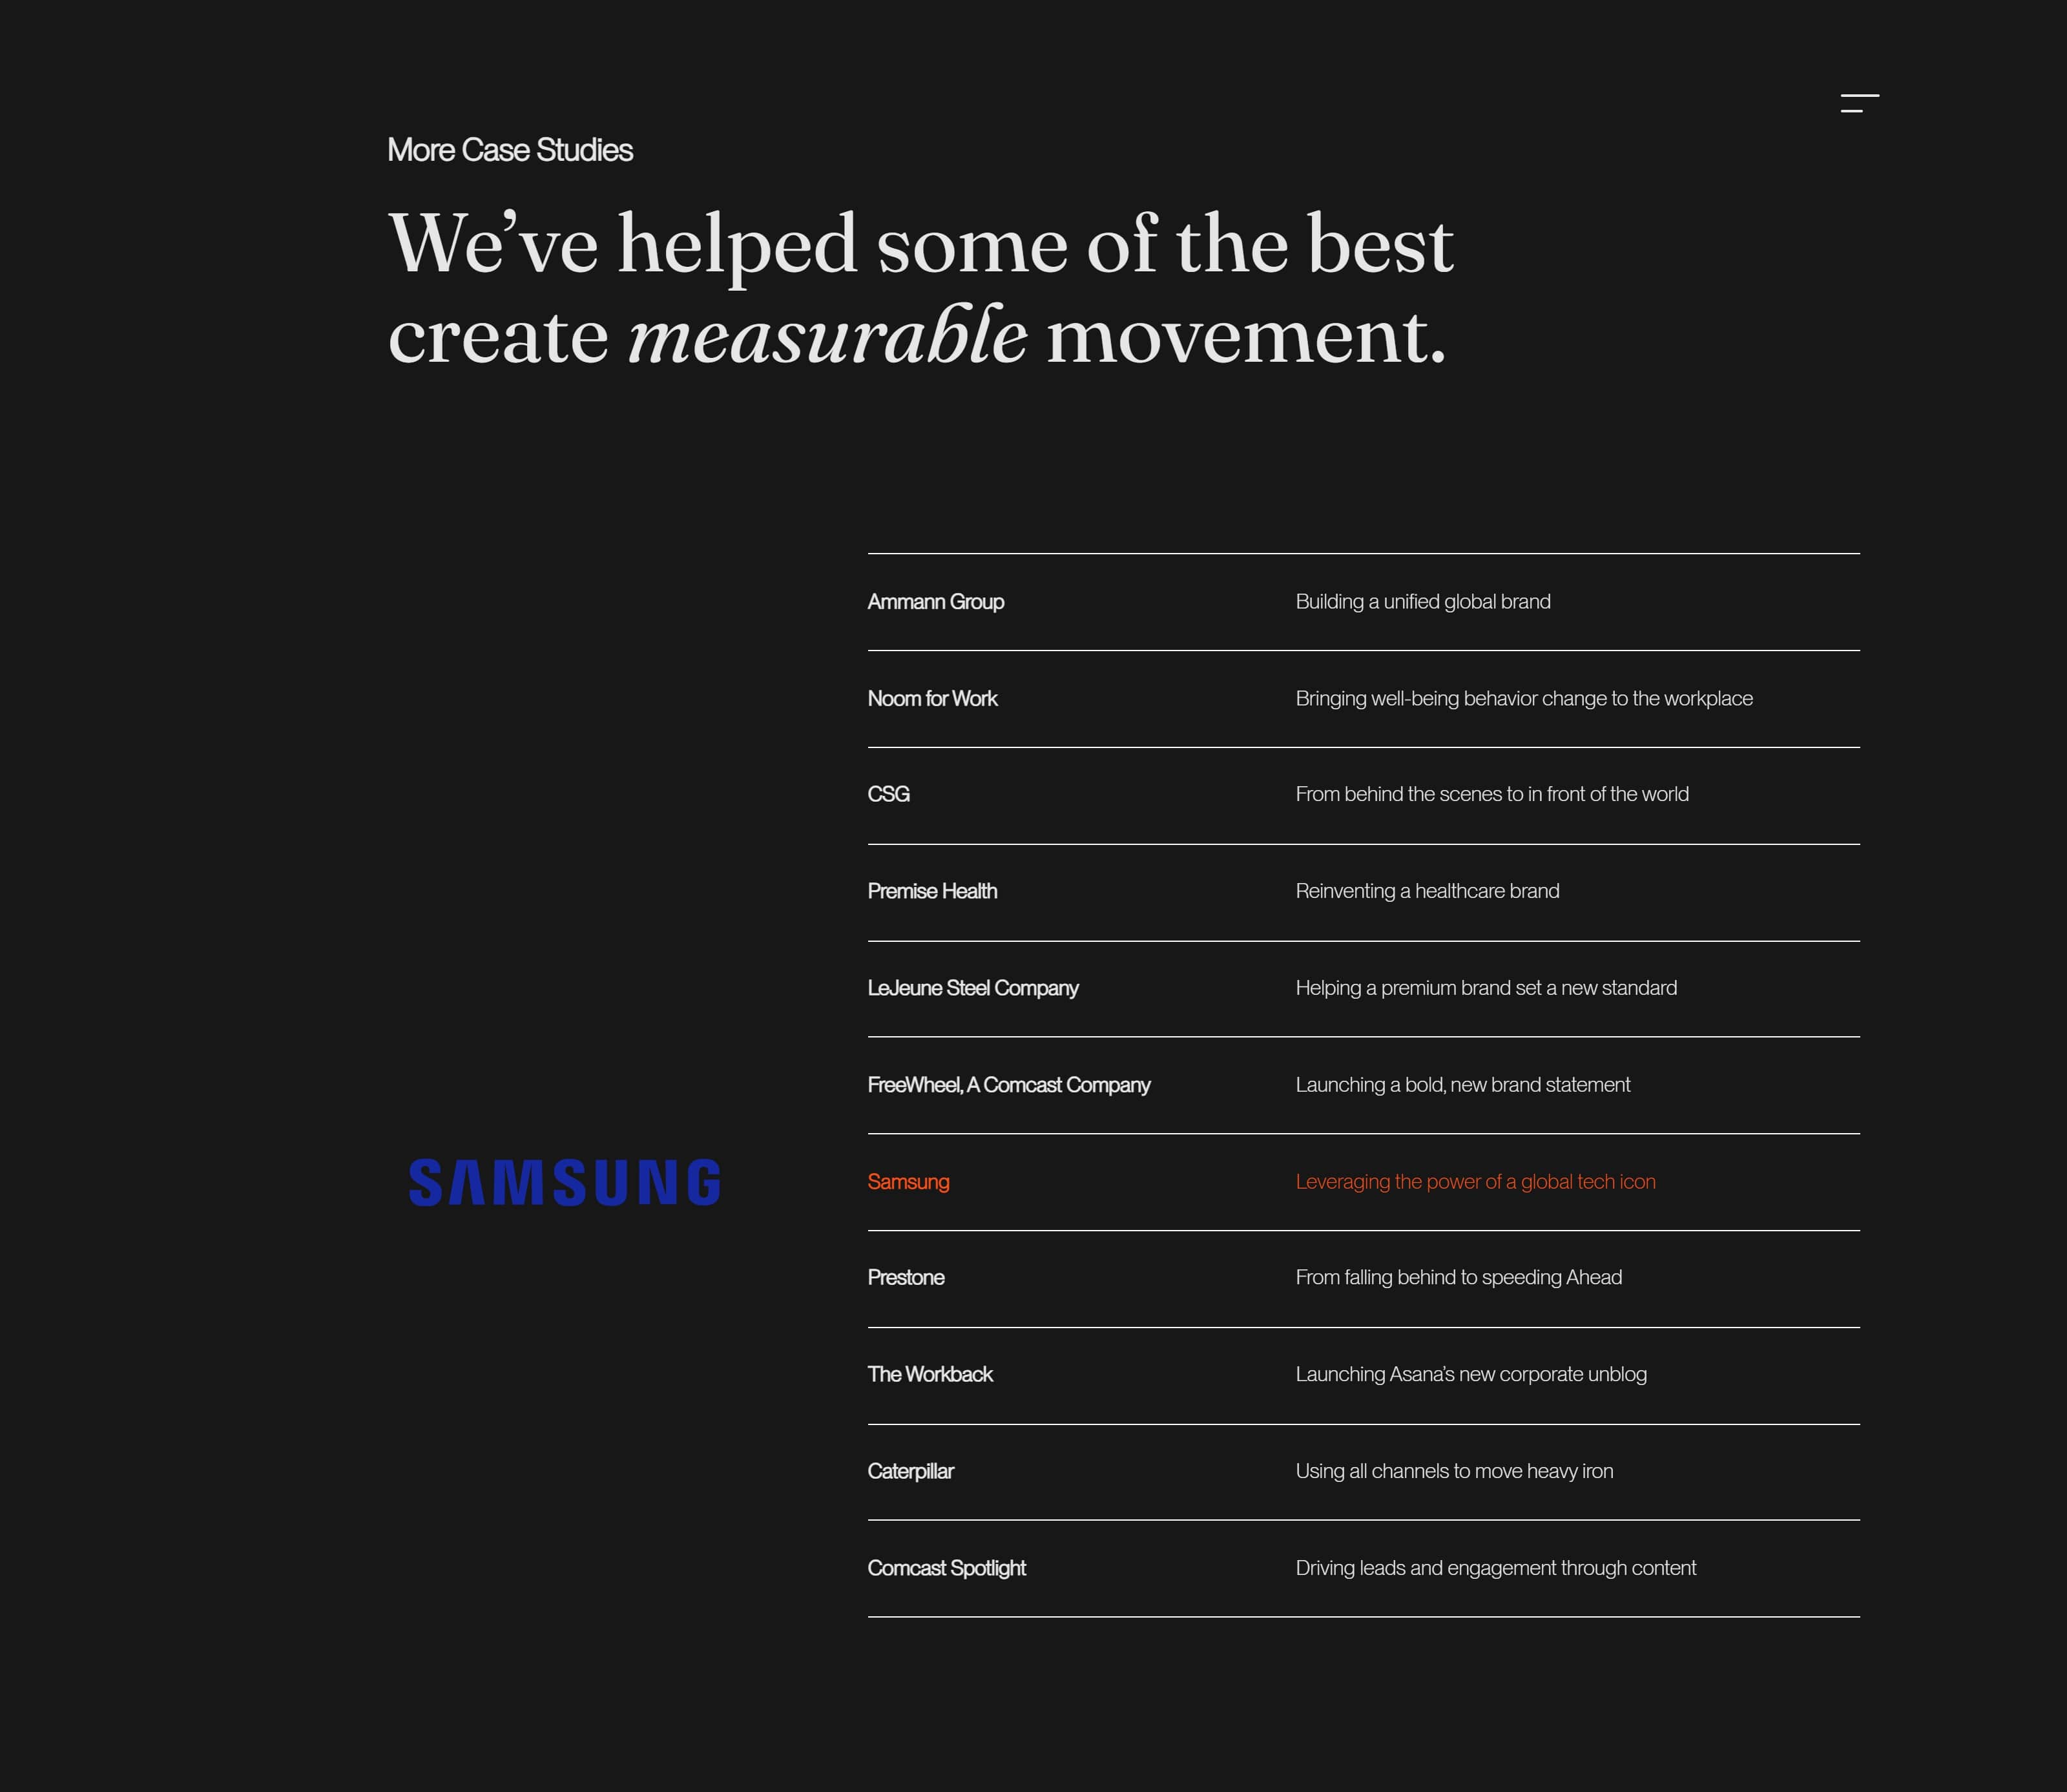 More Case Studies
We’ve helped some of the best
create measurable movement.
Ammann Group
Building a unified global brand
Noom for Work
Bringing well-being behavior change to the workplace
CSG
From behind the scenes to in front of the world
Premise Health
Reinventing a healthcare brand
LeJeune Steel Company
Helping a premium brand set a new standard
FreeWheel, A Comcast Company
Launching a bold, new brand statement
SAMSUNG
Samsung
Leveraging the power of a global tech icon
Prestone
From falling behind to speeding Ahead
The Workback
Launching Asana’s new corporate unblog
Caterpillar
Using all channels to move heavy iron
Comcast Spotlight
Driving leads and engagement through content